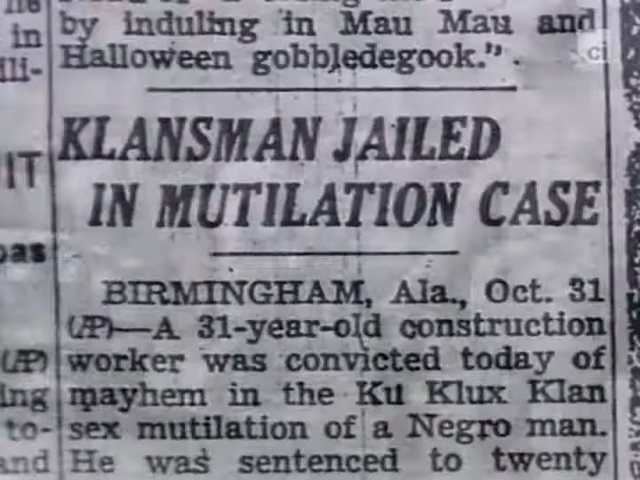 in by induling in Mau Mau and
Halloween gobbledegook."
ci
KLANSMAN JAILED
IN MUTILATION CASE
BIRMINGHAM, Ala., Oct. 31
(AP)—A 31-year-old construction
worker was convicted today of
mayhem in the Ku Klux Klan
sex mutilation of a Negro man.
He was sentenced to twenty